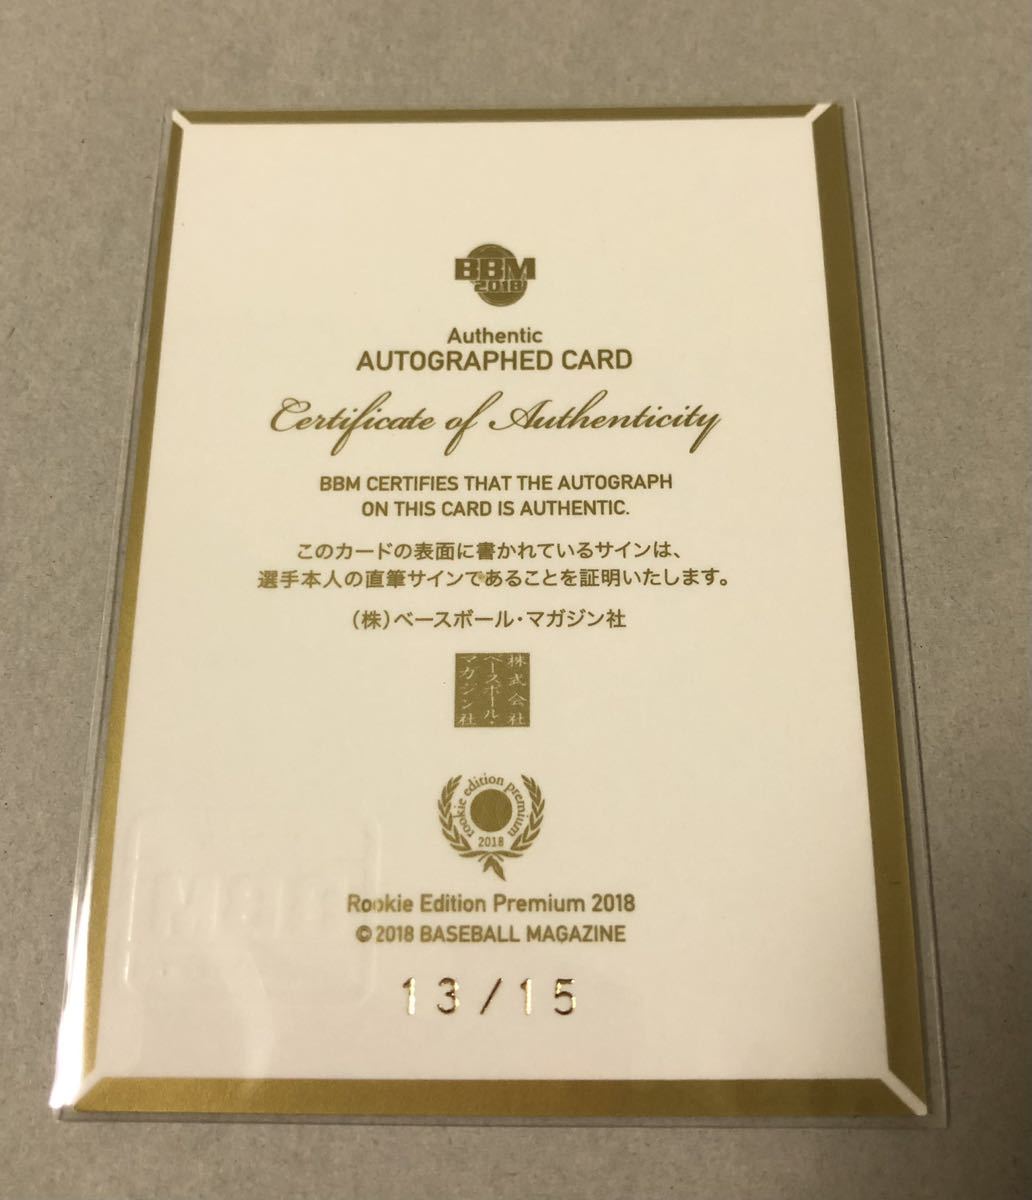 BBM
2018
Authentic
AUTOGRAPHED CARD
Certificate of Authenticity
BBM CERTIFIES THAT THE AUTOGRAPH
ON THIS CARD IS AUTHENTIC.
このカードの表面に書かれているサインは、
選手本人の直筆サインであることを証明いたします。
（株）ベースボール・マガジン社
株式会社
ベースボール・
マガジン社
rookie edition premium
2018
Rookie Edition Premium 2018
© 2018 BASEBALL MAGAZINE
13/15